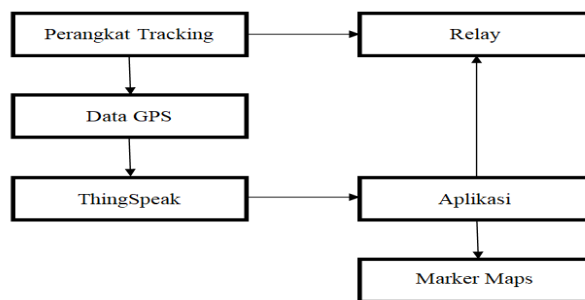 Perangkat Tracking
Relay
Data GPS
ThingSpeak
Aplikasi
Marker Maps